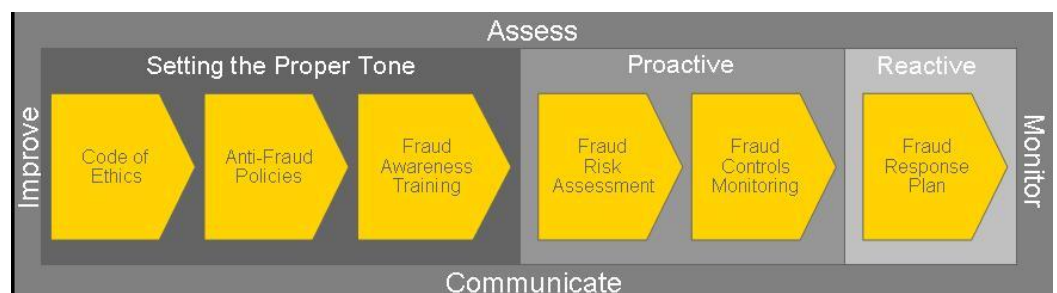 Assess
Setting the Proper Tone
Proactive
Reactive
Improve
Code of
Ethics
Anti-Fraud
Policies
Fraud
Awareness
Training
Fraud
Risk
Assessment
Fraud
Controls
Monitoring
Fraud
Response
Plan
Monitor
Communicate